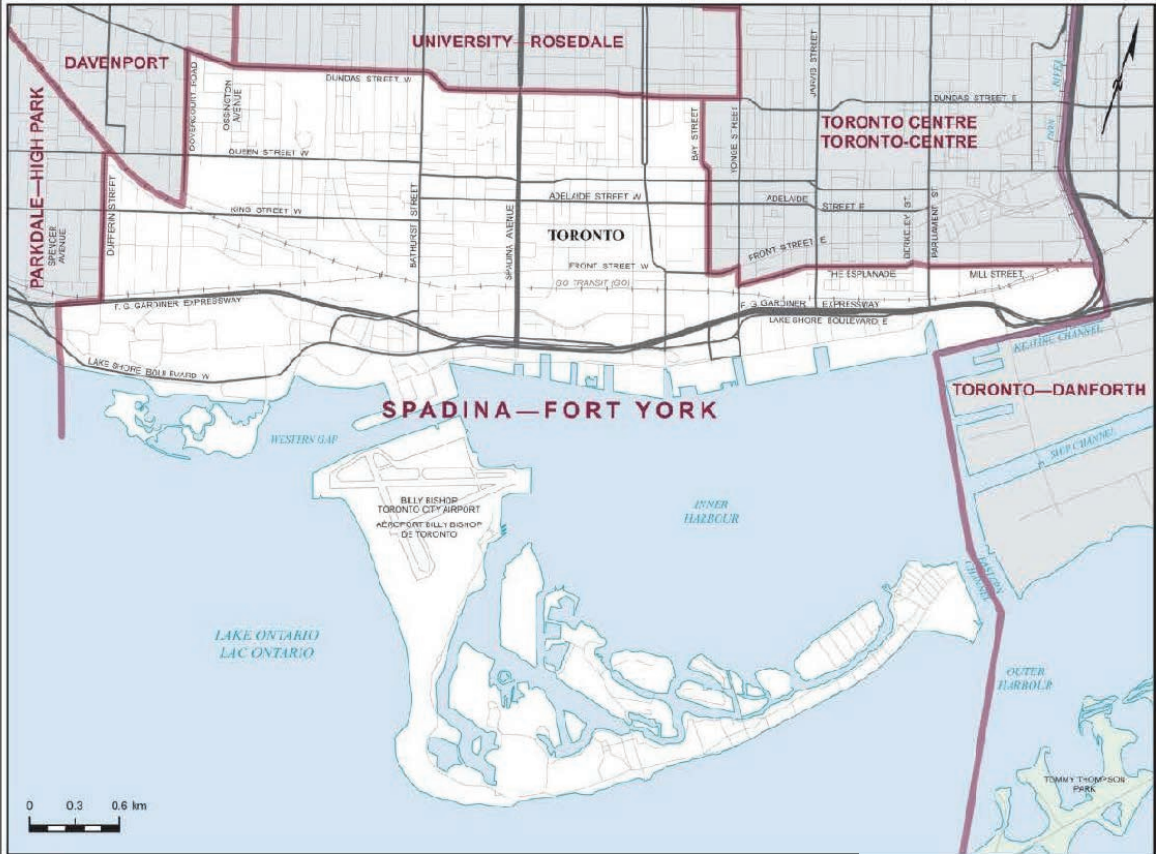 UNIVERSITY—ROSEDALE
DAVENPORT
DUNDAS STREET W
DOVERCOURT ROAD
OSSINGTON
AVENUE
JARVIS STREET
DON RIVER
DUNDAS STREET E
TORONTO CENTRE
TORONTO-CENTRE
PARKDALE—HIGH PARK
BAY STREET
YONGE STREET
QUEEN STREET W
DUFFERIN STREET
SPENCER
AVENUE
KING STREET W
BATHURST STREET
SPADINA AVENUE
ADELAIDE STREET W
ADELAIDE STREET E
BERKELEY ST.
PARLIAMENT ST.
TORONTO
FRONT STREET E
FRONT STREET W
GO TRANSIT (GO)
THE ESPLANADE
MILL STREET
F. G. GARDINER EXPRESSWAY
F. G. GARDINER EXPRESSWAY
LAKE SHORE BOULEVARD E
KEATING CHANNEL
LAKE SHORE BOULEVARD W
TORONTO—DANFORTH
SPADINA—FORT YORK
WESTERN GAP
SHIP CHANNEL
BILLY BISHOP
TORONTO CITY AIRPORT
AÉROPORT BILLY BISHOP
DE TORONTO
INNER
HARBOUR
EASTERN
CHANNEL
LAKE ONTARIO
LAC ONTARIO
OUTER
HARBOUR
TOMMY THOMPSON
PARK
0 0.3 0.6 km